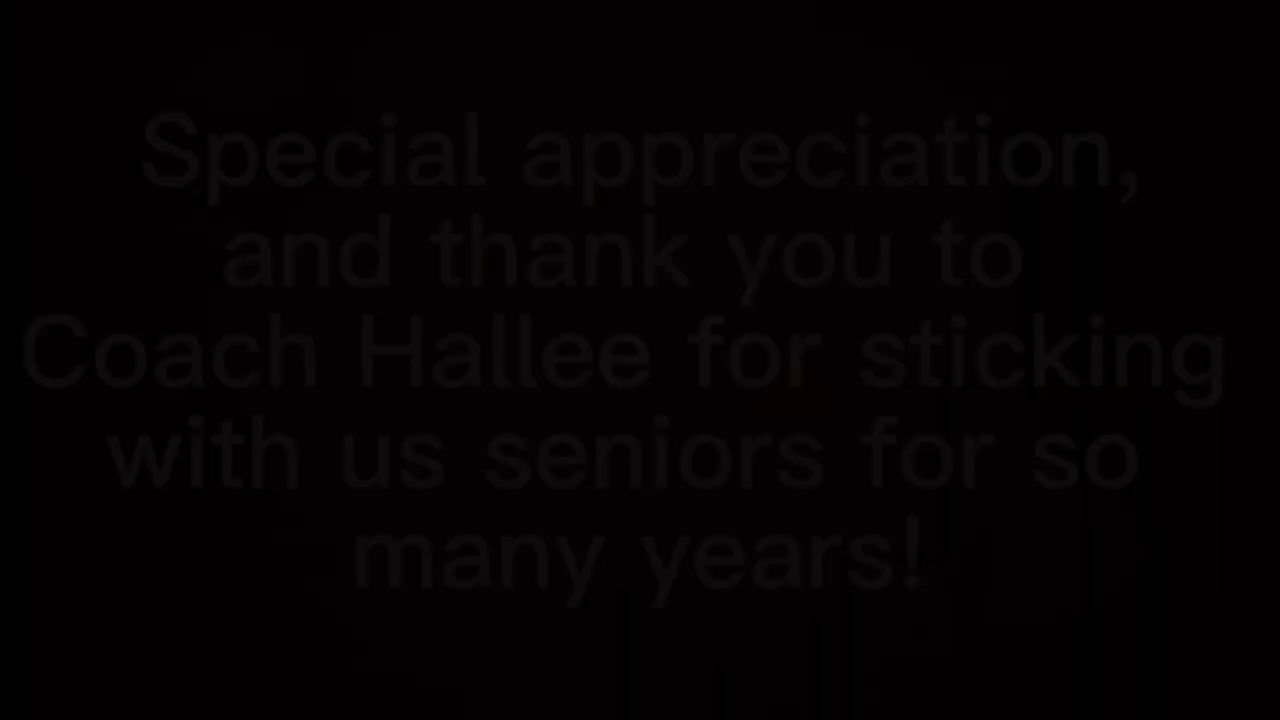 Special appreciation,
and thank you to
Coach Hallee for sticking
with us seniors for so
many years!